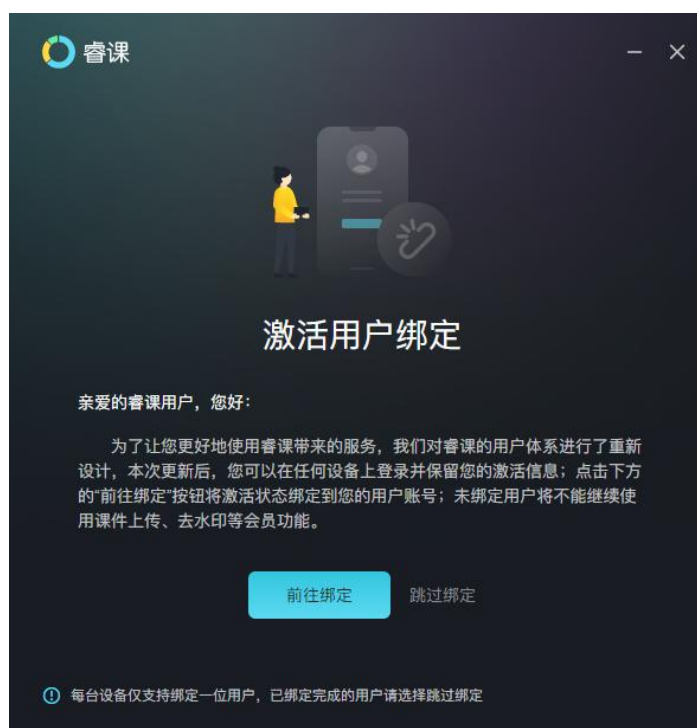 睿课
激活用户绑定
亲爱的睿课用户，您好：
为了让您更好地使用睿课带来的服务，我们对睿课的用户体系进行了重新
设计，本次更新后，您可以在任何设备上登录并保留您的激活信息；点击下方
的“前往绑定”按钮将激活状态绑定到您的用户账号；未绑定用户将不能继续使
用课件上传、去水印等会员功能。
前往绑定 跳过绑定
每台设备仅支持绑定一位用户，已绑定完成的用户请选择跳过绑定